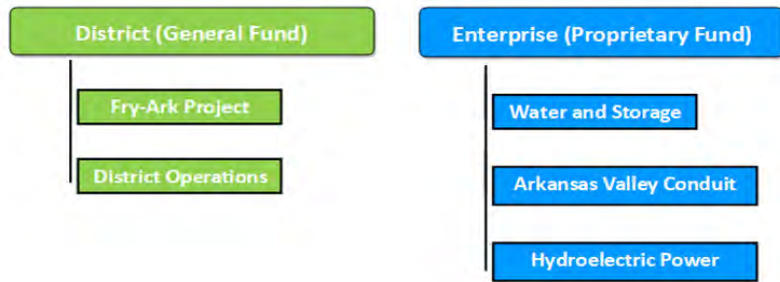 District (General Fund)
Fry-Ark Project
District Operations
Enterprise (Proprietary Fund)
Water and Storage
Arkansas Valley Conduit
Hydroelectric Power